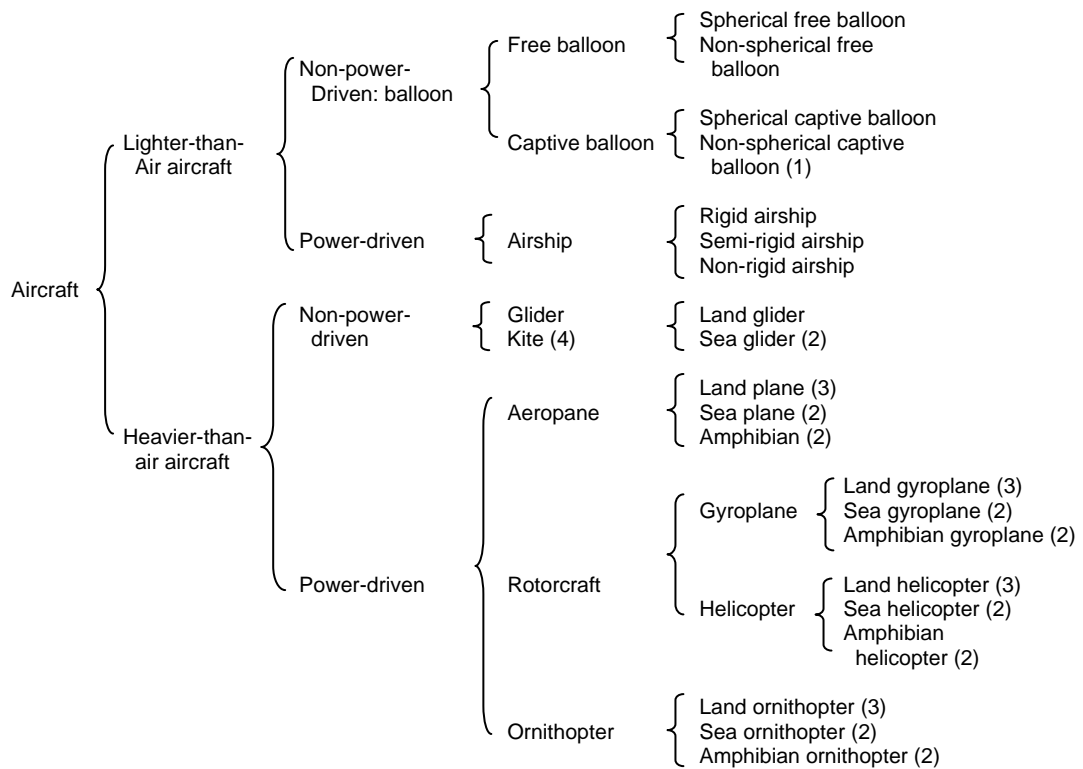 Aircraft
Lighter-than-
Air aircraft
Non-power-
Driven: balloon
Free balloon
Spherical free balloon
Non-spherical free
balloon
Captive balloon
Spherical captive balloon
Non-spherical captive
balloon (1)
Power-driven
Airship
Rigid airship
Semi-rigid airship
Non-rigid airship
Heavier-than-
air aircraft
Non-power-
driven
Glider
Kite (4)
Land glider
Sea glider (2)
Power-driven
Aeropane
Land plane (3)
Sea plane (2)
Amphibian (2)
Rotorcraft
Gyroplane
Land gyroplane (3)
Sea gyroplane (2)
Amphibian gyroplane (2)
Helicopter
Land helicopter (3)
Sea helicopter (2)
Amphibian
helicopter (2)
Ornithopter
Land ornithopter (3)
Sea ornithopter (2)
Amphibian ornithopter (2)